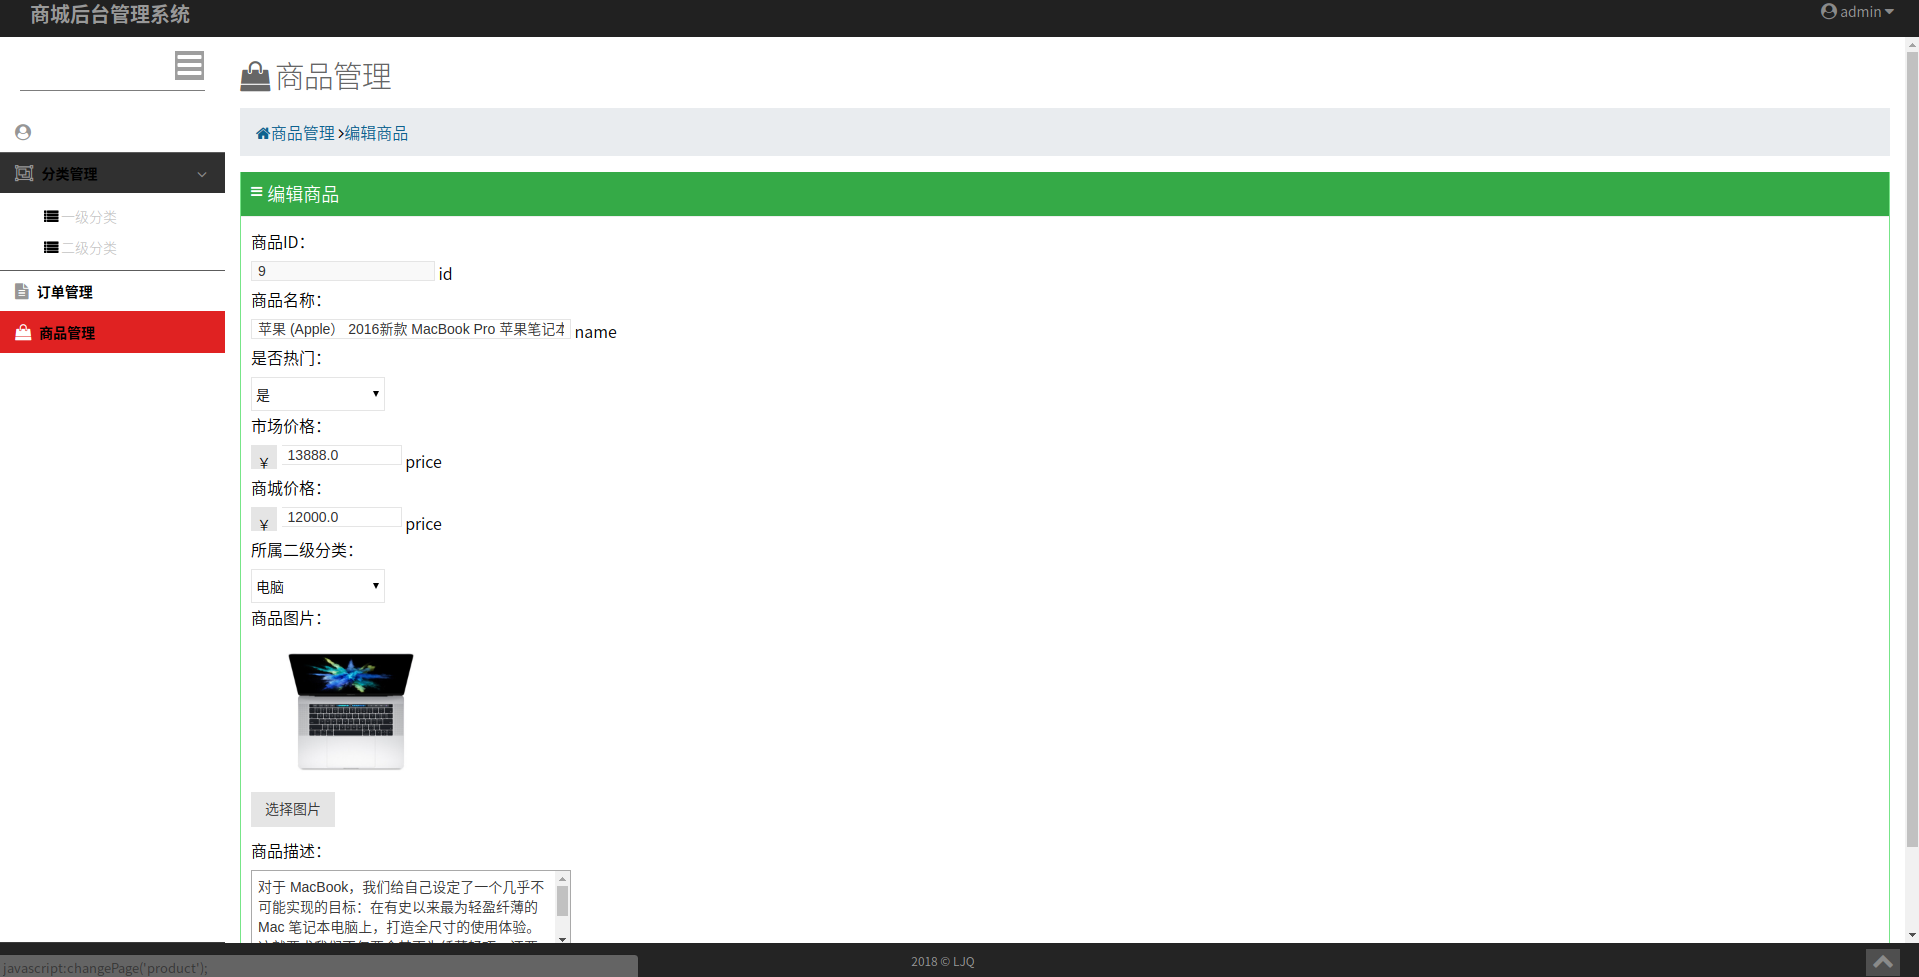 商城后台管理系统
admin
商品管理
商品管理
编辑商品
分类管理
一级分类
二级分类
订单管理
商品管理
编辑商品
商品ID：
9 id
商品名称：
苹果 (Apple） 2016新款 MacBook Pro 苹果笔记本 name
是否热门：
是
市场价格：
¥ 13888.0 price
商城价格：
¥ 12000.0 price
所属二级分类：
电脑
商品图片：
选择图片
商品描述：
对于 MacBook，我们给自己设定了一个几乎不
可能实现的目标：在有史以来最为轻盈纤薄的
Mac 笔记本电脑上，打造全尺寸的使用体验。
2018 © LJQ
javascript:changePage('product');